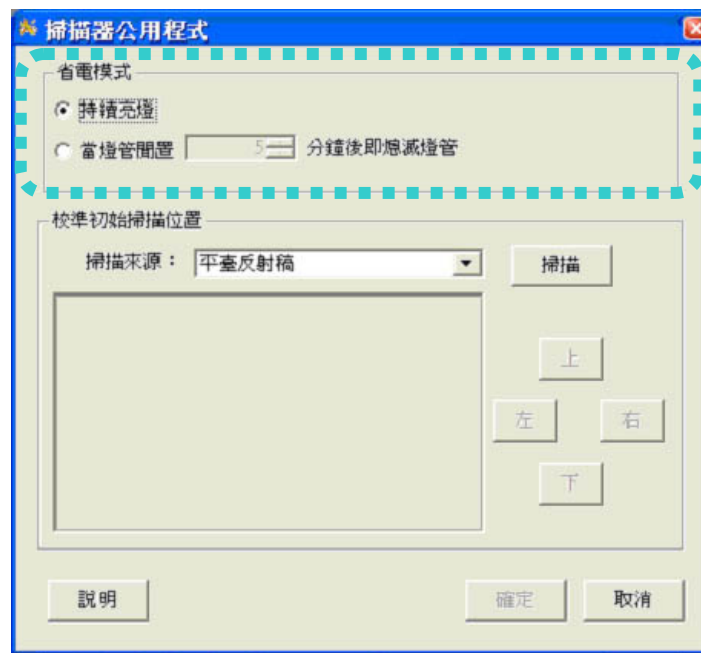 掃描器公用程式
省電模式
持續亮燈
當燈管閒置 5 分鐘後即熄滅燈管
校準初始掃描位置
掃描來源： 平臺反射稿 掃描
上
左 右
下
說明 確定 取消